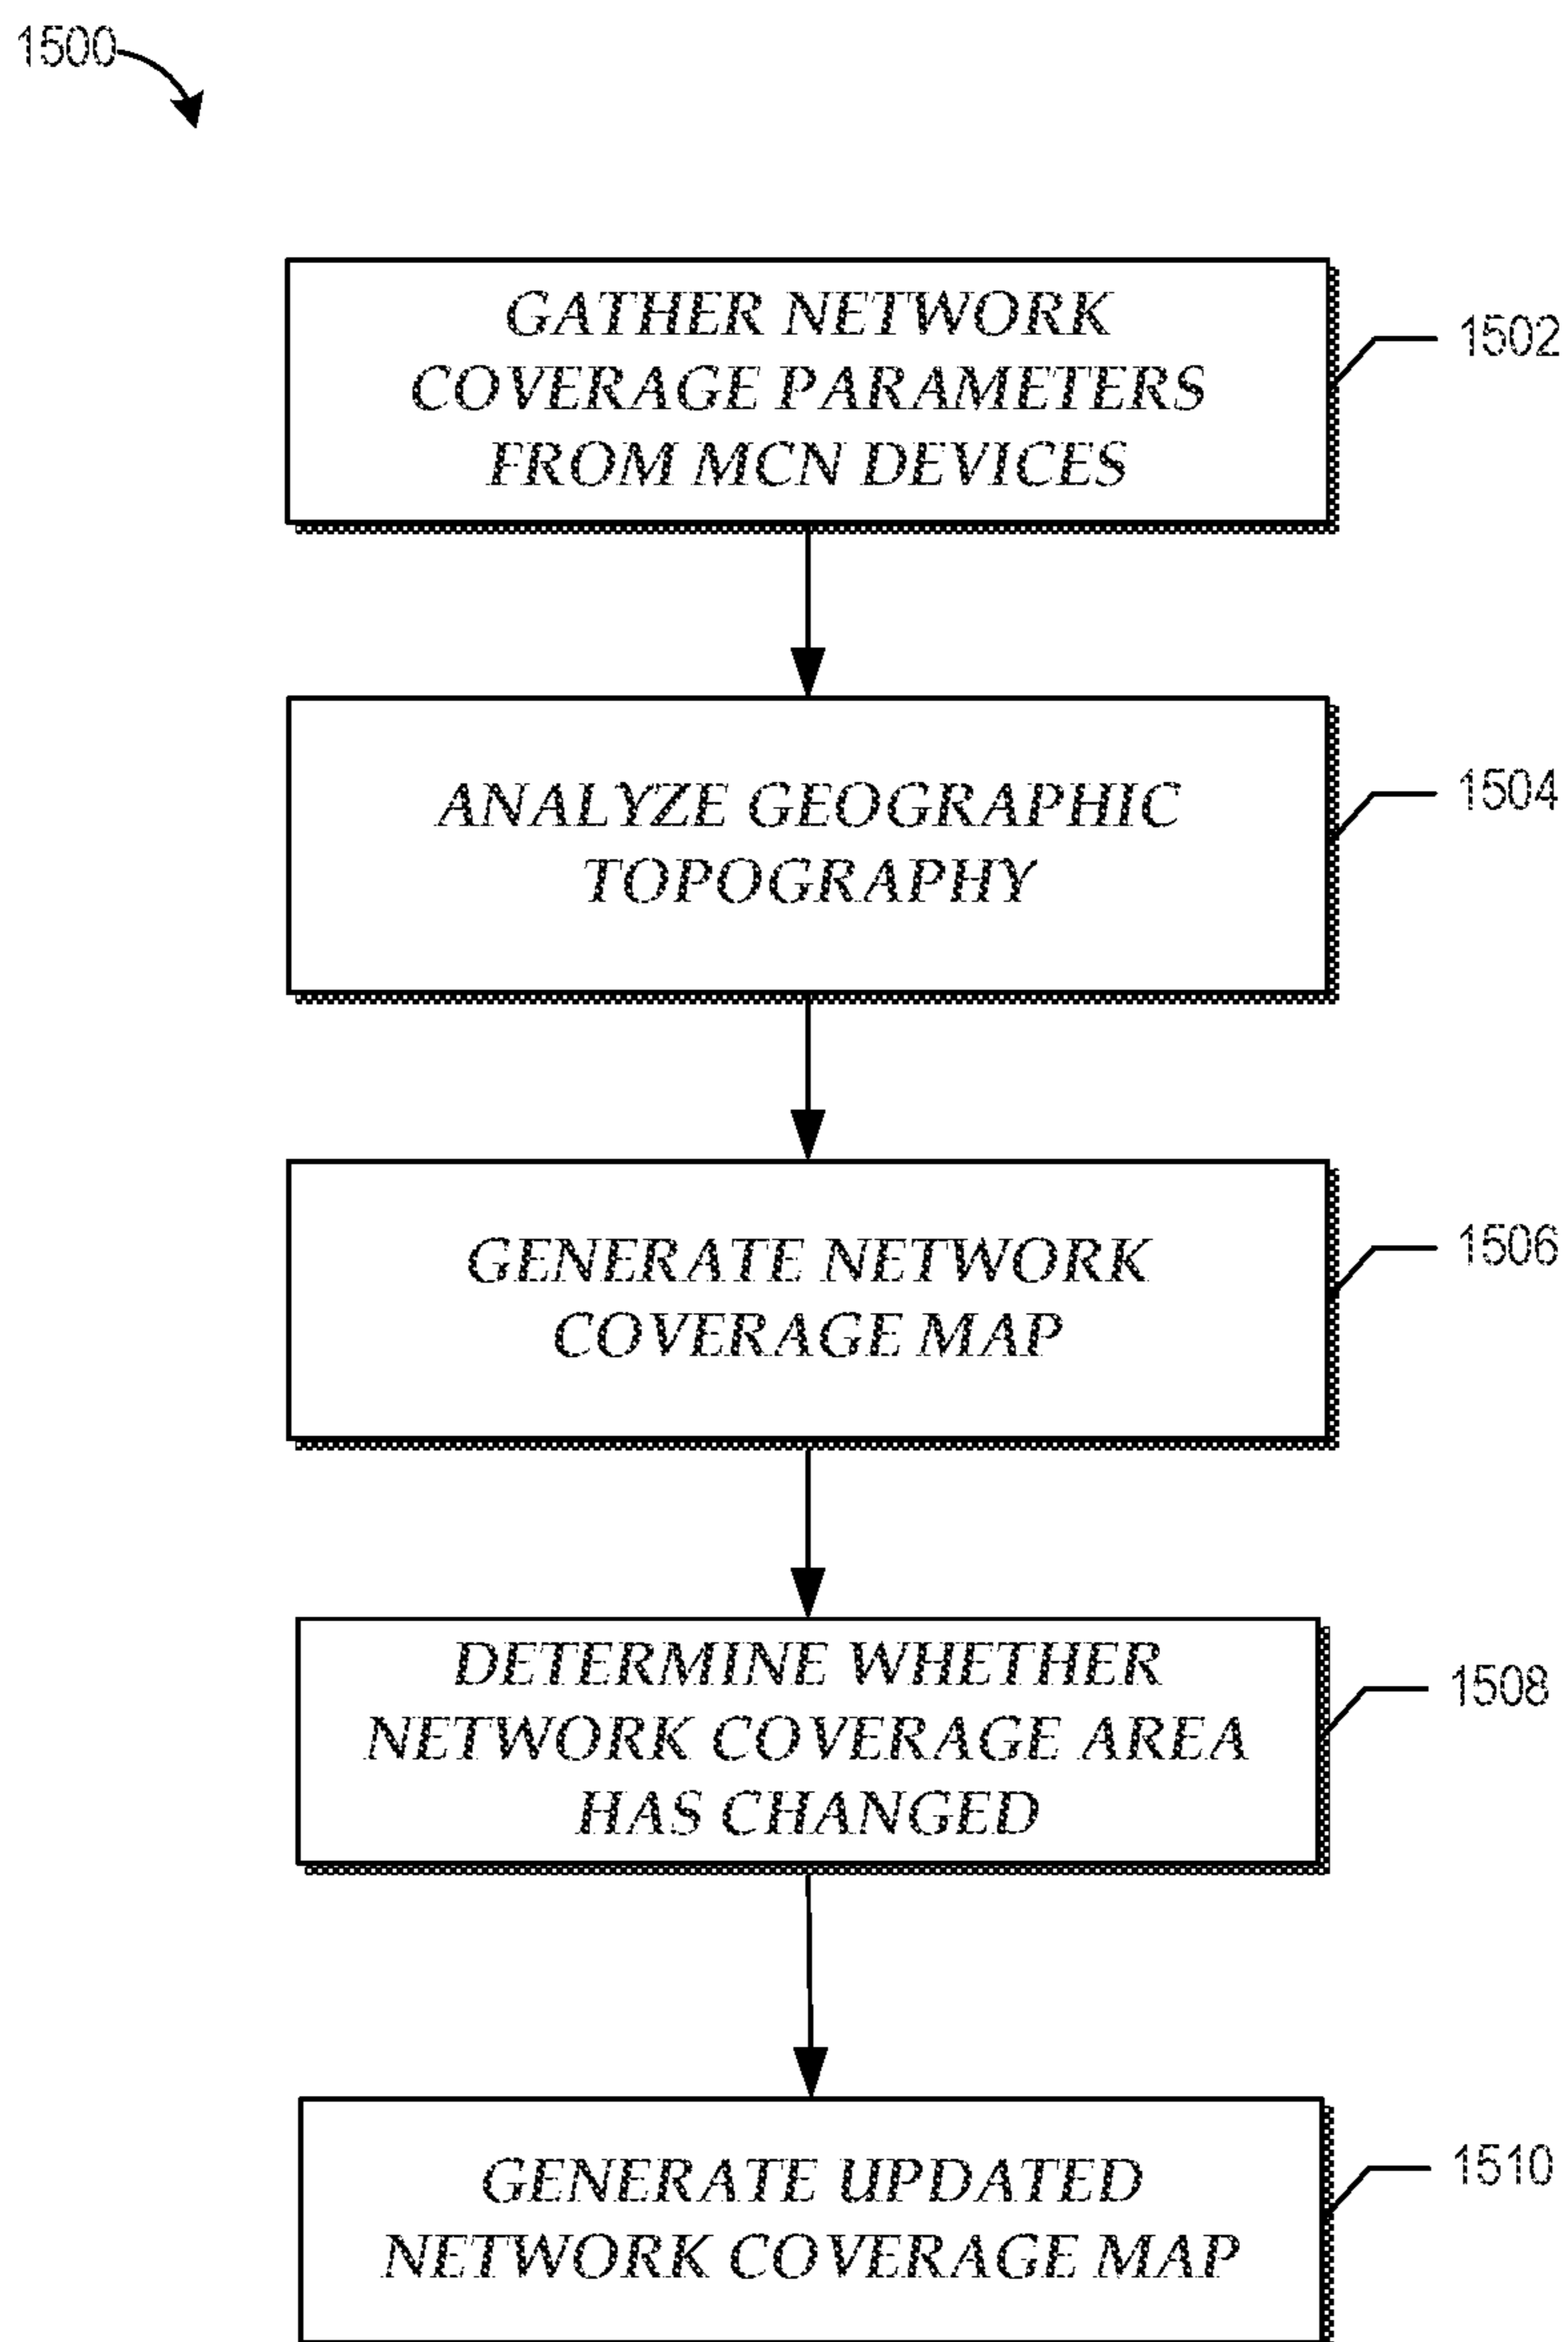 1500
GATHER NETWORK
COVERAGE PARAMETERS
FROM MCN DEVICES
1502
ANALYZE GEOGRAPHIC
TOPOGRAPHY
1504
GENERATE NETWORK
COVERAGE MAP
1506
DETERMINE WHETHER
NETWORK COVERAGE AREA
HAS CHANGED
1508
GENERATE UPDATED
NETWORK COVERAGE MAP
1510